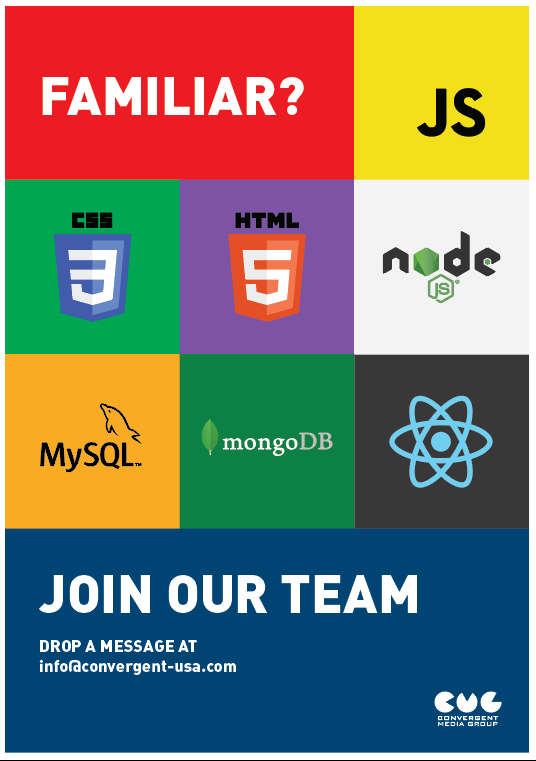 FAMILIAR?
JS
CSS
3
HTML
5
node
JS®
MySQL™
mongoDB
JOIN OUR TEAM
DROP A MESSAGE AT
info@convergent-usa.com
CMG
CONVERGENT
MEDIA GROUP